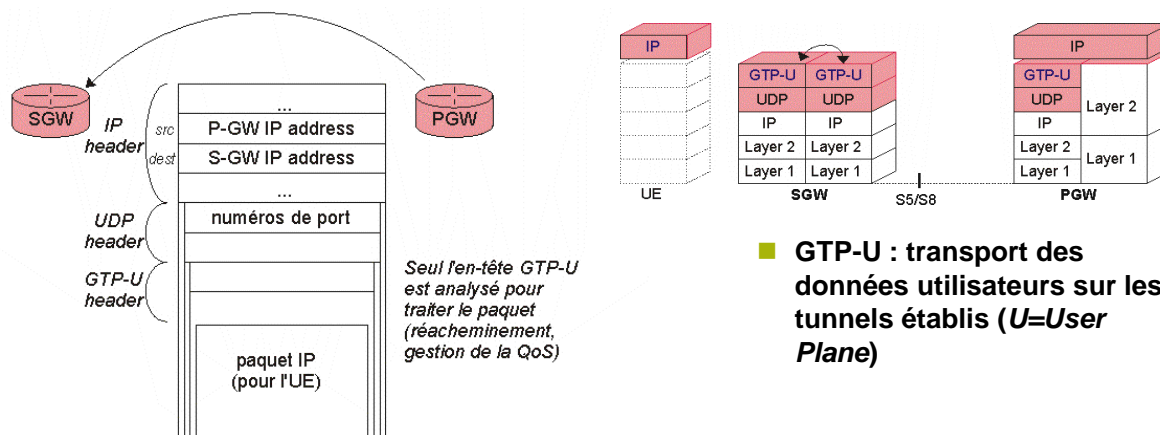 SGW
PGW
IP
header
src
dest
...
P-GW IP address
S-GW IP address
...
UDP
header
numéros de port
GTP-U
header
paquet IP
(pour l'UE)
Seul l'en-tête GTP-U
est analysé pour
traiter le paquet
(réacheminement,
gestion de la QoS)
IP
UE
GTP-U GTP-U
UDP UDP
IP IP
Layer 2 Layer 2
Layer 1 Layer 1
SGW
S5/S8
IP
GTP-U
UDP
Layer 2
IP
Layer 2
Layer 1
Layer 1
PGW
GTP-U : transport des
données utilisateurs sur les
tunnels établis (U=User
Plane)